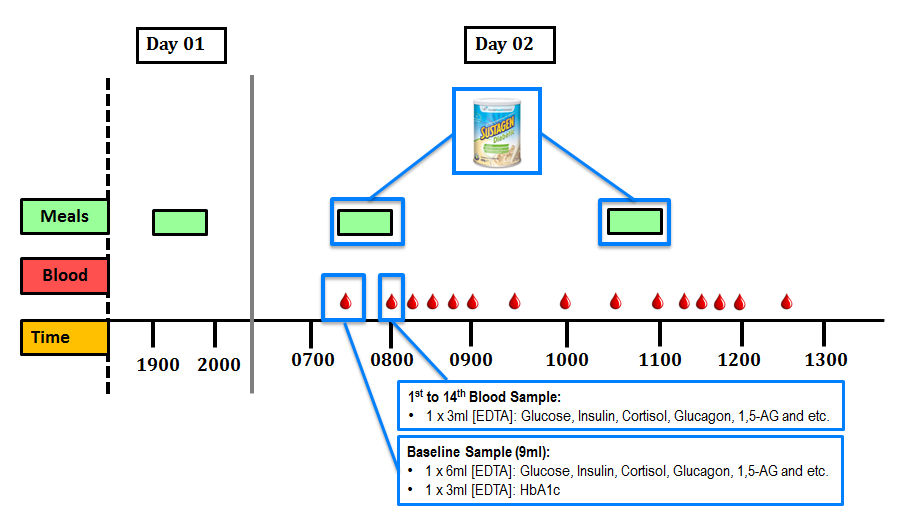 Day 01
Day 02
SUSTAGEN
Diabetic
Meals
Blood
Time
1900 2000 0700 0800 0900 1000 1100 1200 1300
1st to 14th Blood Sample:
• 1 x 3ml [EDTA]: Glucose, Insulin, Cortisol, Glucagon, 1,5-AG and etc.
Baseline Sample (9ml):
• 1 x 6ml [EDTA]: Glucose, Insulin, Cortisol, Glucagon, 1,5-AG and etc.
• 1 x 3ml [EDTA]: HbA1c